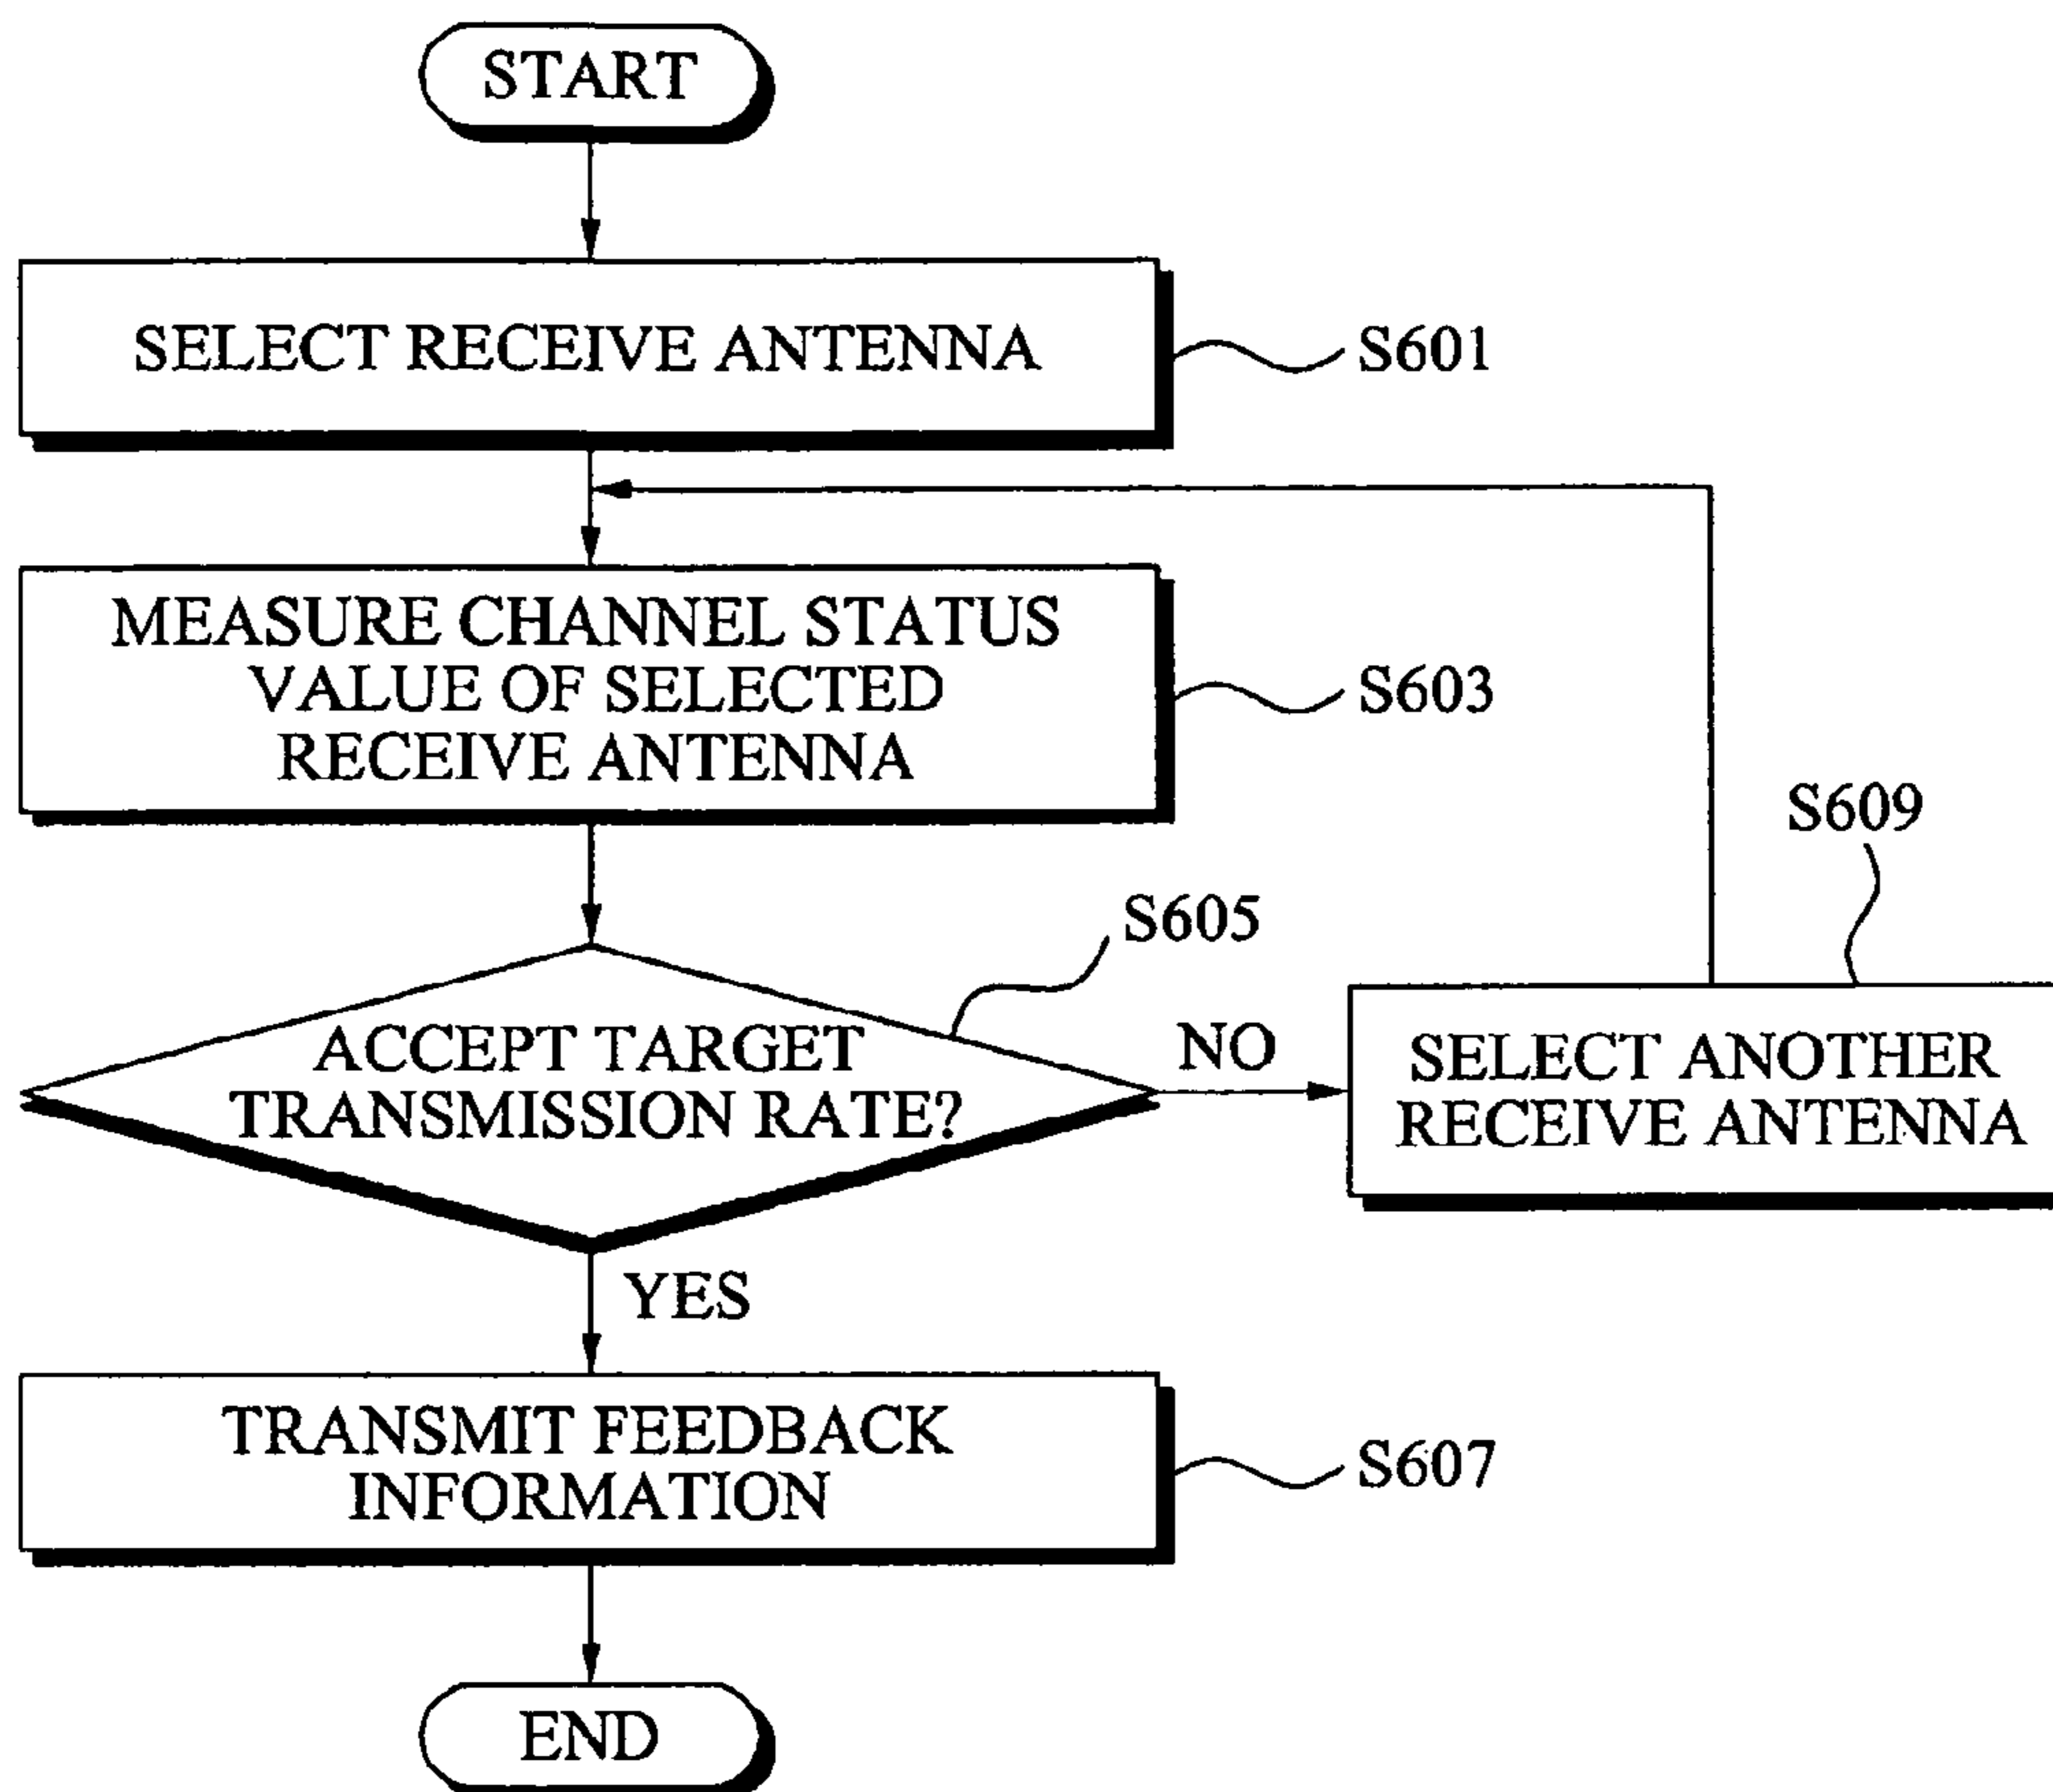 START
SELECT RECEIVE ANTENNA
S601
MEASURE CHANNEL STATUS
VALUE OF SELECTED
RECEIVE ANTENNA
S603
S609
S605
ACCEPT TARGET
TRANSMISSION RATE?
NO
SELECT ANOTHER
RECEIVE ANTENNA
YES
TRANSMIT FEEDBACK
INFORMATION
S607
END